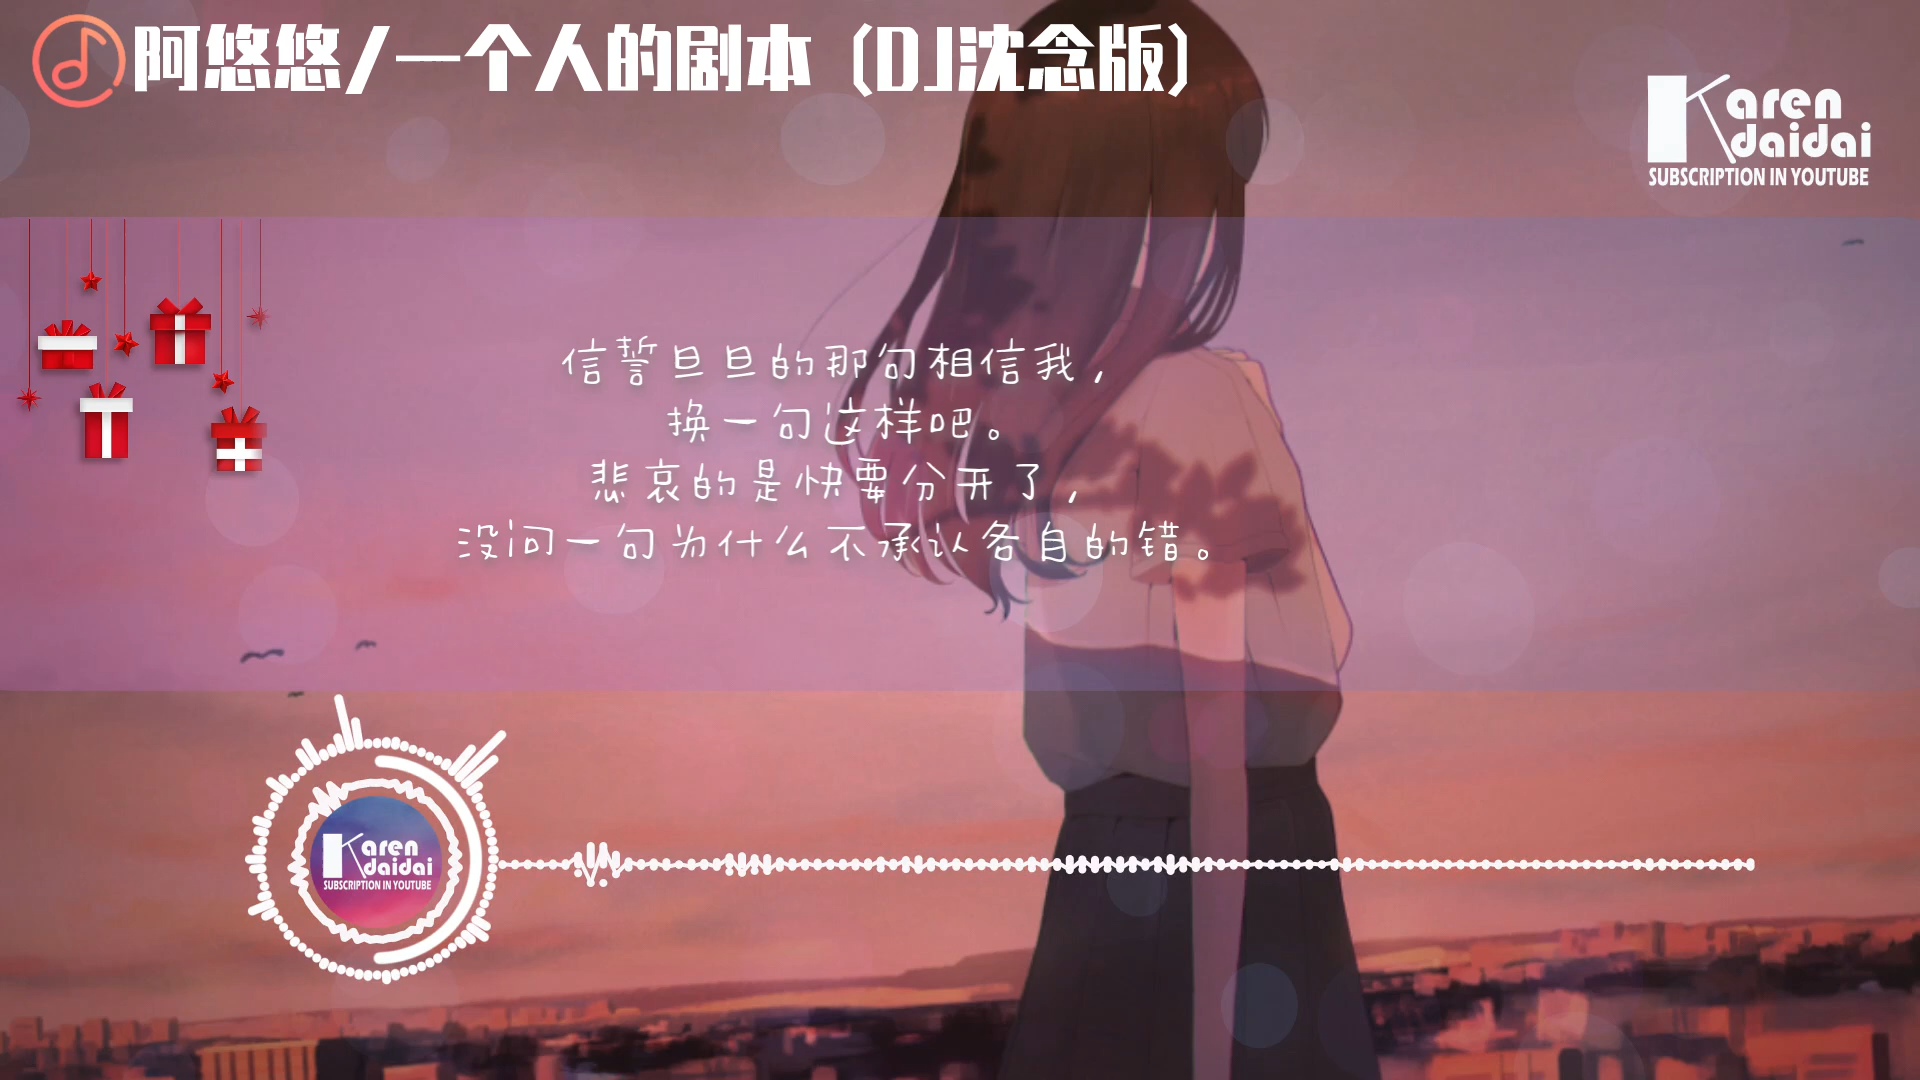 阿悠悠/一个人的剧本（DJ沈念版）
Karen
daidai
SUBSCRIPTION IN YOUTUBE
信誓旦旦的那句相信我，
换一句这样吧。
悲哀的是快要分开了，
没问一句为什么不承认各自的错。
Karen
daidai
SUBSCRIPTION IN YOUTUBE